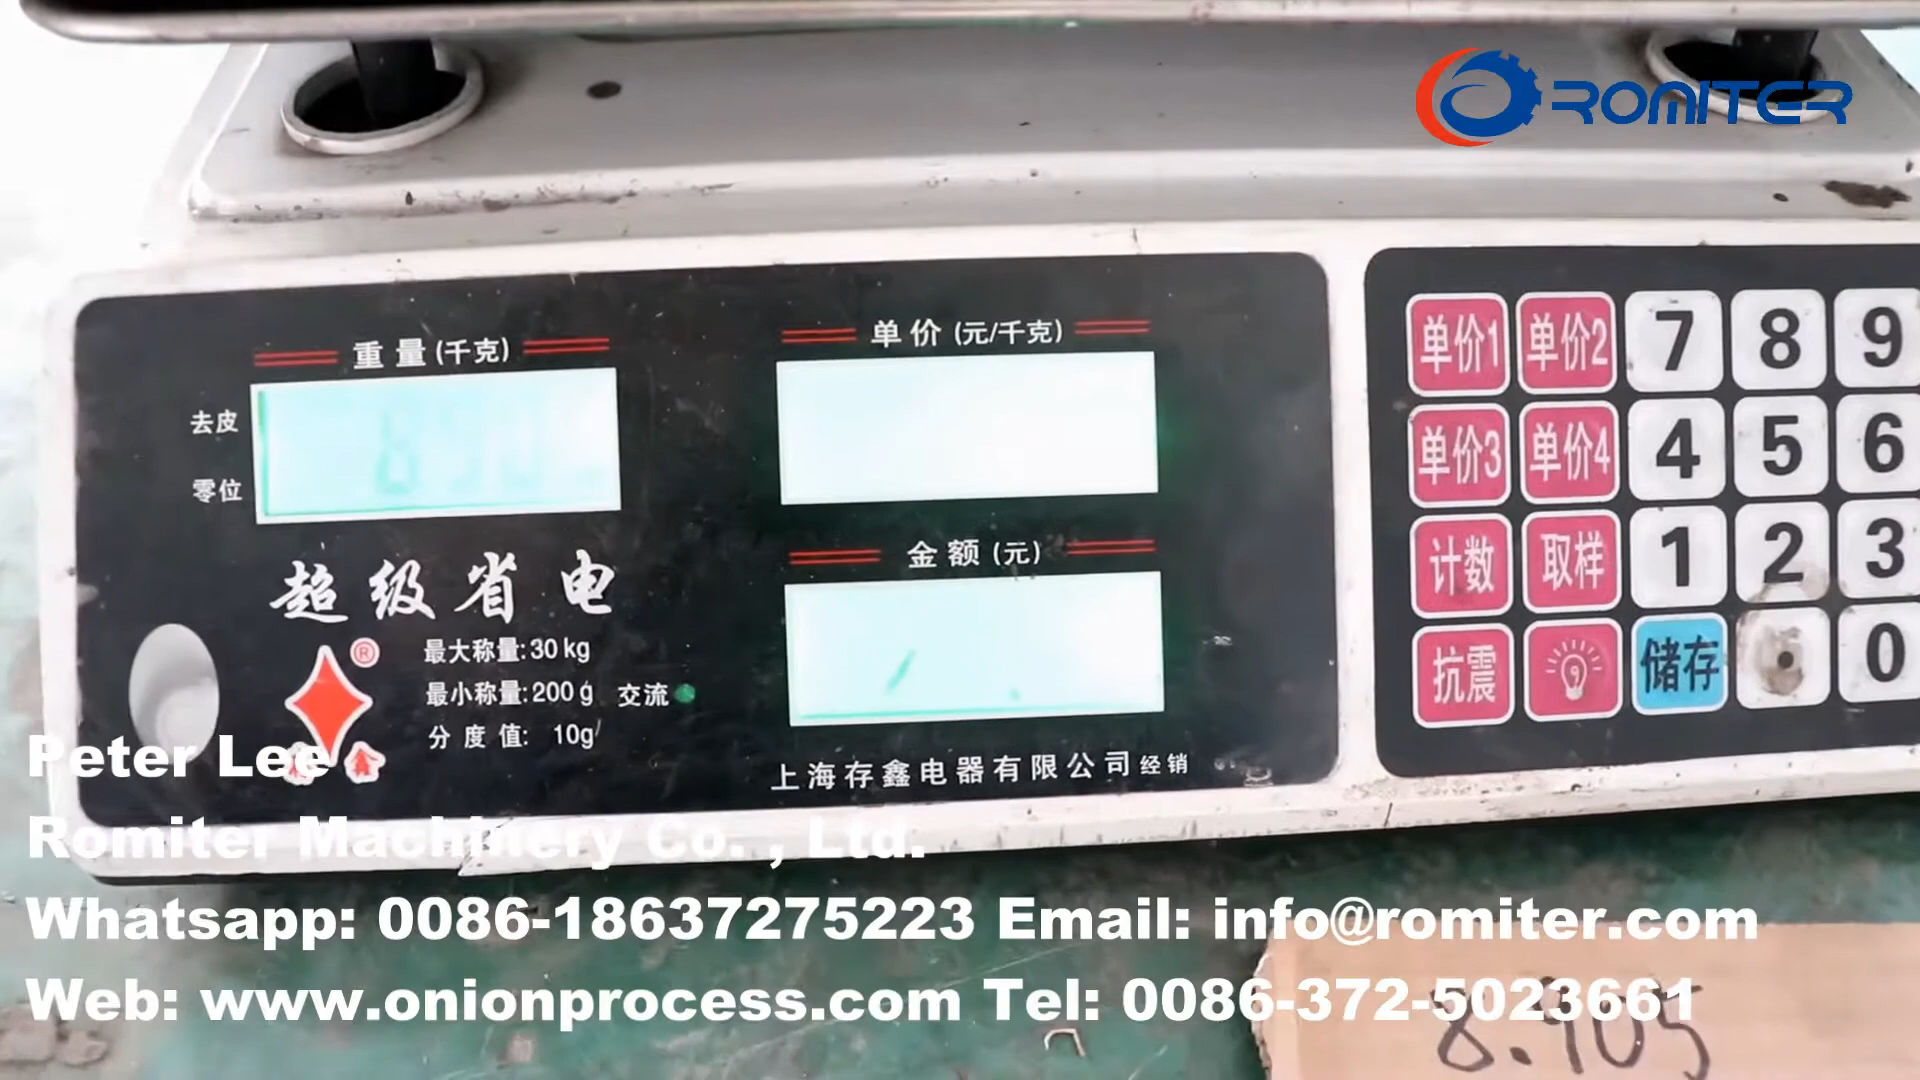 ROMITER
重量(千克)
单价(元/千克)
去皮
零位
金额(元)
超级省电
®
最大称量:30kg
最小称量:200g 交流
分度值: 10g
鑫
上海存鑫电器有限公司经销
单价1 单价2 7 8 9
单价3 单价4 4 5 6
计数 取样 1 2 3
抗震 储存 . 0
Peter Lee
Romiter Machinery Co. , Ltd.
Whatsapp: 0086-18637275223 Email: info@romiter.com
Web: www.onionprocess.com Tel: 0086-372-5023661
8.905